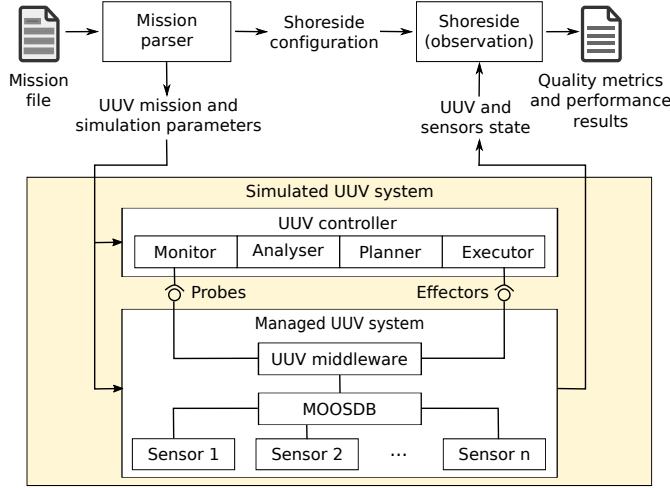 Mission
parser
Shoreside
configuration
Shoreside
(observation)
Mission
file
Quality metrics
and performance
results
UUV mission and
simulation parameters
UUV and
sensors state
Simulated UUV system
UUV controller
Monitor
Analyser
Planner
Executor
Probes
Effectors
Managed UUV system
UUV middleware
MOOSDB
Sensor 1
Sensor 2
...
Sensor n